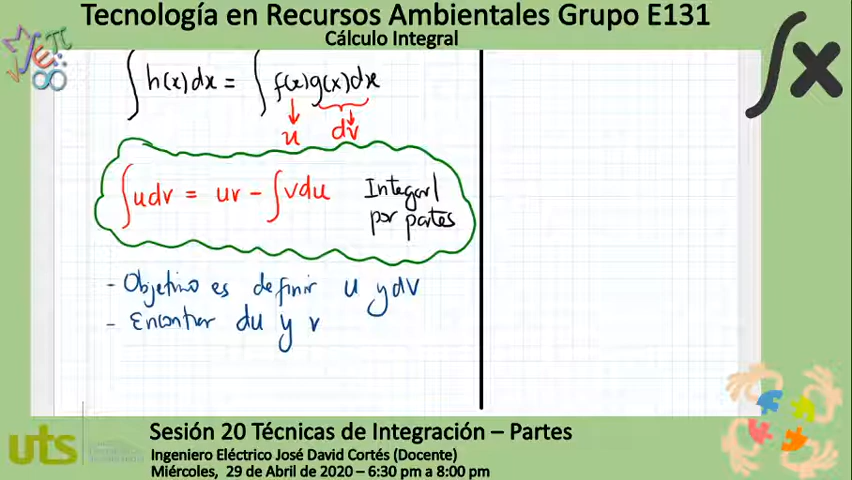 Tecnología en Recursos Ambientales Grupo E131
Cálculo Integral
∫h(x)dx = ∫f(x)g(x)dx
u dv
∫udv = uv - ∫vdu Integarl
por partes
- Objetivo es definir u y dv
- Encontrar du y v
uts
Sesión 20 Técnicas de Integración – Partes
Ingeniero Eléctrico José David Cortés (Docente)
Miércoles, 29 de Abril de 2020 – 6:30 pm a 8:00 pm